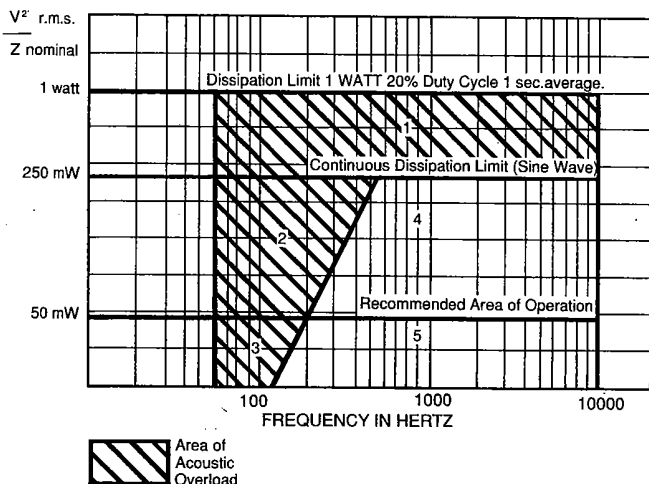 V² r.m.s.
Z nominal
Dissipation Limit 1 WATT 20% Duty Cycle 1 sec.average.
1 watt
1
Continuous Dissipation Limit (Sine Wave)
250 mW
4
2
Recommended Area of Operation
50 mW
5
3
100 1000 10000
FREQUENCY IN HERTZ
Area of
Acoustic
Overload